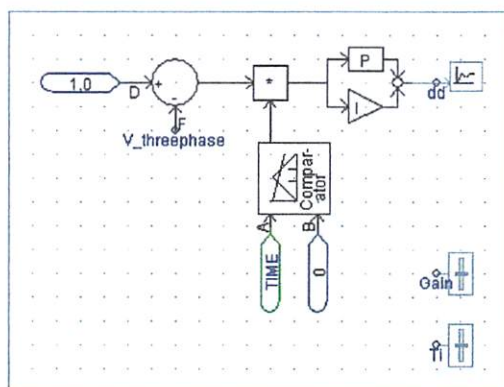 P
1.0
D
+
-
*
I
dd
F
V_threephase
Compar-
ator
A
B
TIME
0
Gain
Ti